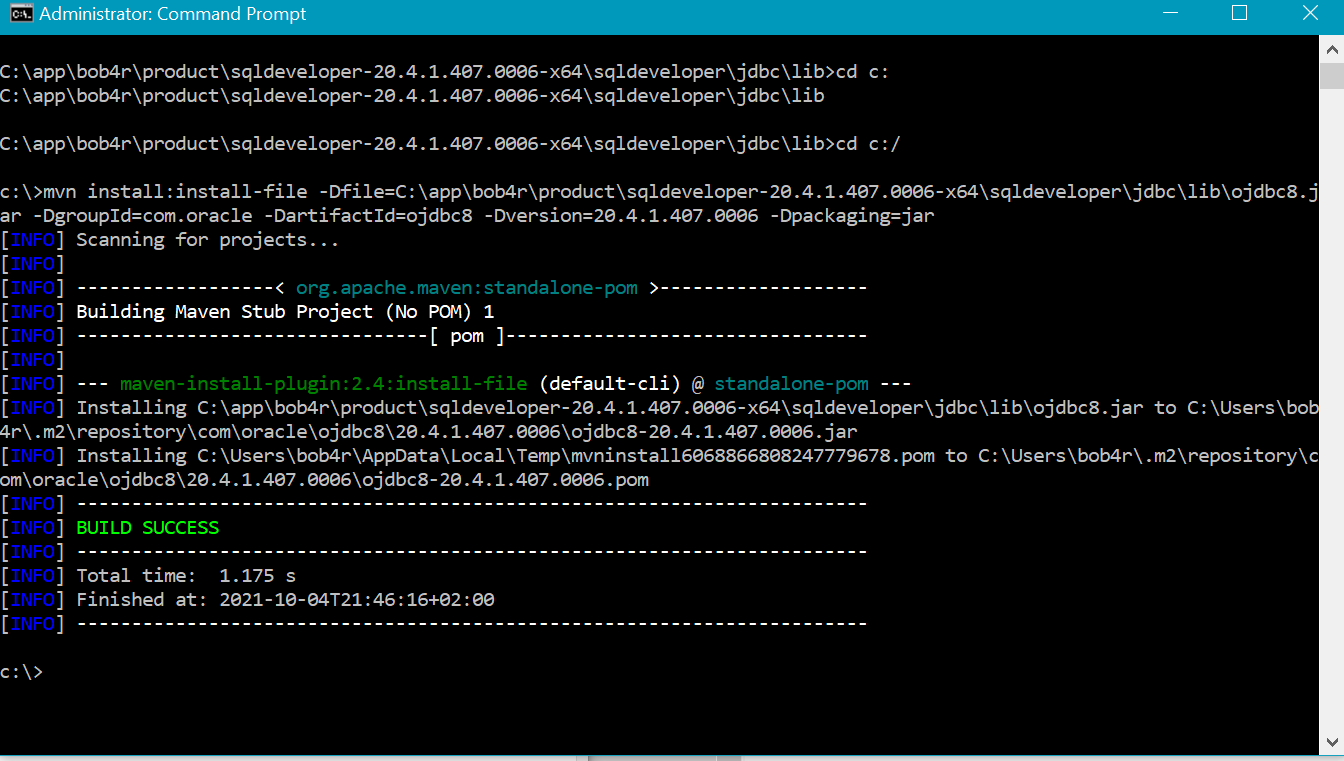 Administrator: Command Prompt
C:\app\bob4r\product\sqldeveloper-20.4.1.407.0006-x64\sqldeveloper\jdbc\lib>cd c:
C:\app\bob4r\product\sqldeveloper-20.4.1.407.0006-x64\sqldeveloper\jdbc\lib
C:\app\bob4r\product\sqldeveloper-20.4.1.407.0006-x64\sqldeveloper\jdbc\lib>cd c:/
c:\>mvn install:install-file -Dfile=C:\app\bob4r\product\sqldeveloper-20.4.1.407.0006-x64\sqldeveloper\jdbc\lib\ojdbc8.j
ar -DgroupId=com.oracle -DartifactId=ojdbc8 -Dversion=20.4.1.407.0006 -Dpackaging=jar
[INFO] Scanning for projects...
[INFO]
[INFO] ------------------< org.apache.maven:standalone-pom >-------------------
[INFO] Building Maven Stub Project (No POM) 1
[INFO] --------------------------------[ pom ]---------------------------------
[INFO]
[INFO] --- maven-install-plugin:2.4:install-file (default-cli) @ standalone-pom ---
[INFO] Installing C:\app\bob4r\product\sqldeveloper-20.4.1.407.0006-x64\sqldeveloper\jdbc\lib\ojdbc8.jar to C:\Users\bob
4r\.m2\repository\com\oracle\ojdbc8\20.4.1.407.0006\ojdbc8-20.4.1.407.0006.jar
[INFO] Installing C:\Users\bob4r\AppData\Local\Temp\mvninstall6068866808247779678.pom to C:\Users\bob4r\.m2\repository\c
om\oracle\ojdbc8\20.4.1.407.0006\ojdbc8-20.4.1.407.0006.pom
[INFO] ------------------------------------------------------------------------
[INFO] BUILD SUCCESS
[INFO] ------------------------------------------------------------------------
[INFO] Total time:  1.175 s
[INFO] Finished at: 2021-10-04T21:46:16+02:00
[INFO] ------------------------------------------------------------------------
c:\>